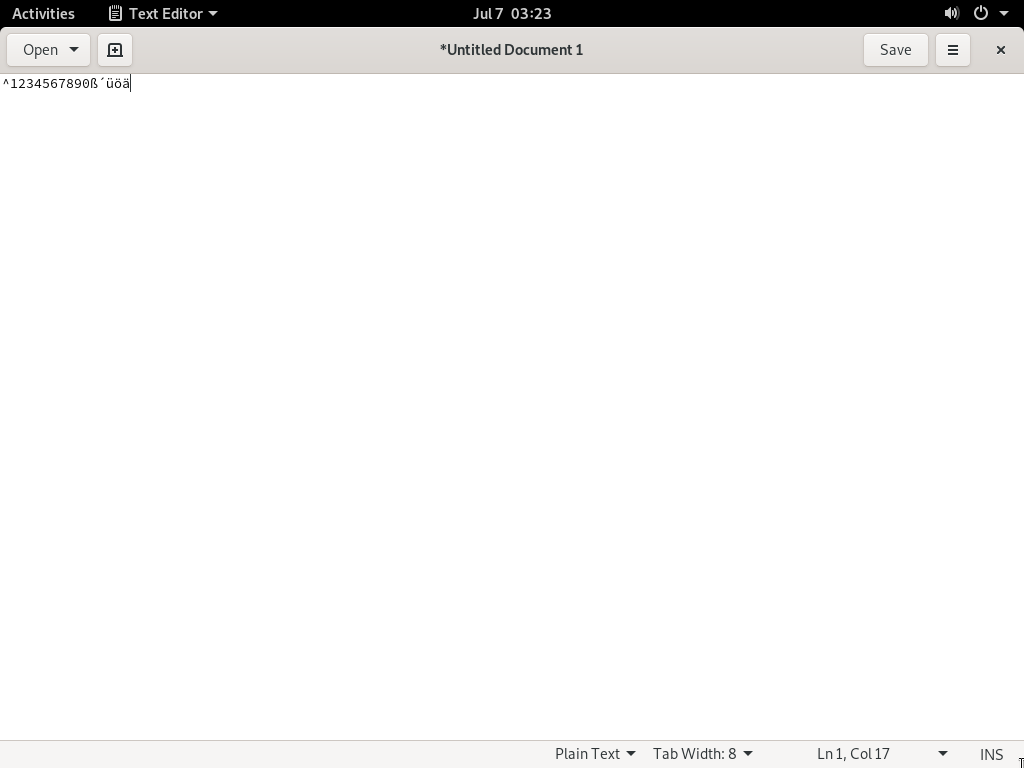 Activities Text Editor Jul 7 03:23
Open *Untitled Document 1 Save
^1234567890ß´üöä
Plain Text Tab Width: 8 Ln 1, Col 17 INS